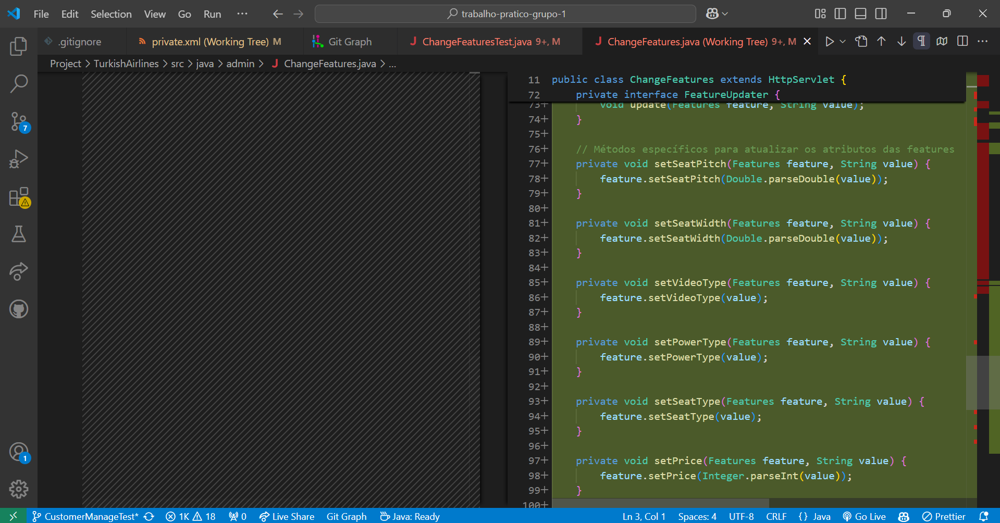 File Edit Selection View Go Run ··· trabalho-pratico-grupo-1
.gitignore private.xml (Working Tree) M Git Graph ChangeFeaturesTest.java 9+, M ChangeFeatures.java (Working Tree) 9+, M
Project > TurkishAirlines > src > java > admin > ChangeFeatures.java > ...
11 public class ChangeFeatures extends HttpServlet {
72 private interface FeatureUpdater {
73+ void update(Features feature, String value);
74+ }
75+
76+ // Métodos específicos para atualizar os atributos das features
77+ private void setSeatPitch(Features feature, String value) {
78+ feature.setSeatPitch(Double.parseDouble(value));
79+ }
80+
81+ private void setSeatWidth(Features feature, String value) {
82+ feature.setSeatWidth(Double.parseDouble(value));
83+ }
84+
85+ private void setVideoType(Features feature, String value) {
86+ feature.setVideoType(value);
87+ }
88+
89+ private void setPowerType(Features feature, String value) {
90+ feature.setPowerType(value);
91+ }
92+
93+ private void setSeatType(Features feature, String value) {
94+ feature.setSeatType(value);
95+ }
96+
97+ private void setPrice(Features feature, String value) {
98+ feature.setPrice(Integer.parseInt(value));
99+ }
100+
7
1
CustomerManageTest* 1K 18 0 Live Share Git Graph Java: Ready Ln 3, Col 1 Spaces: 4 UTF-8 CRLF {} Java Go Live Prettier